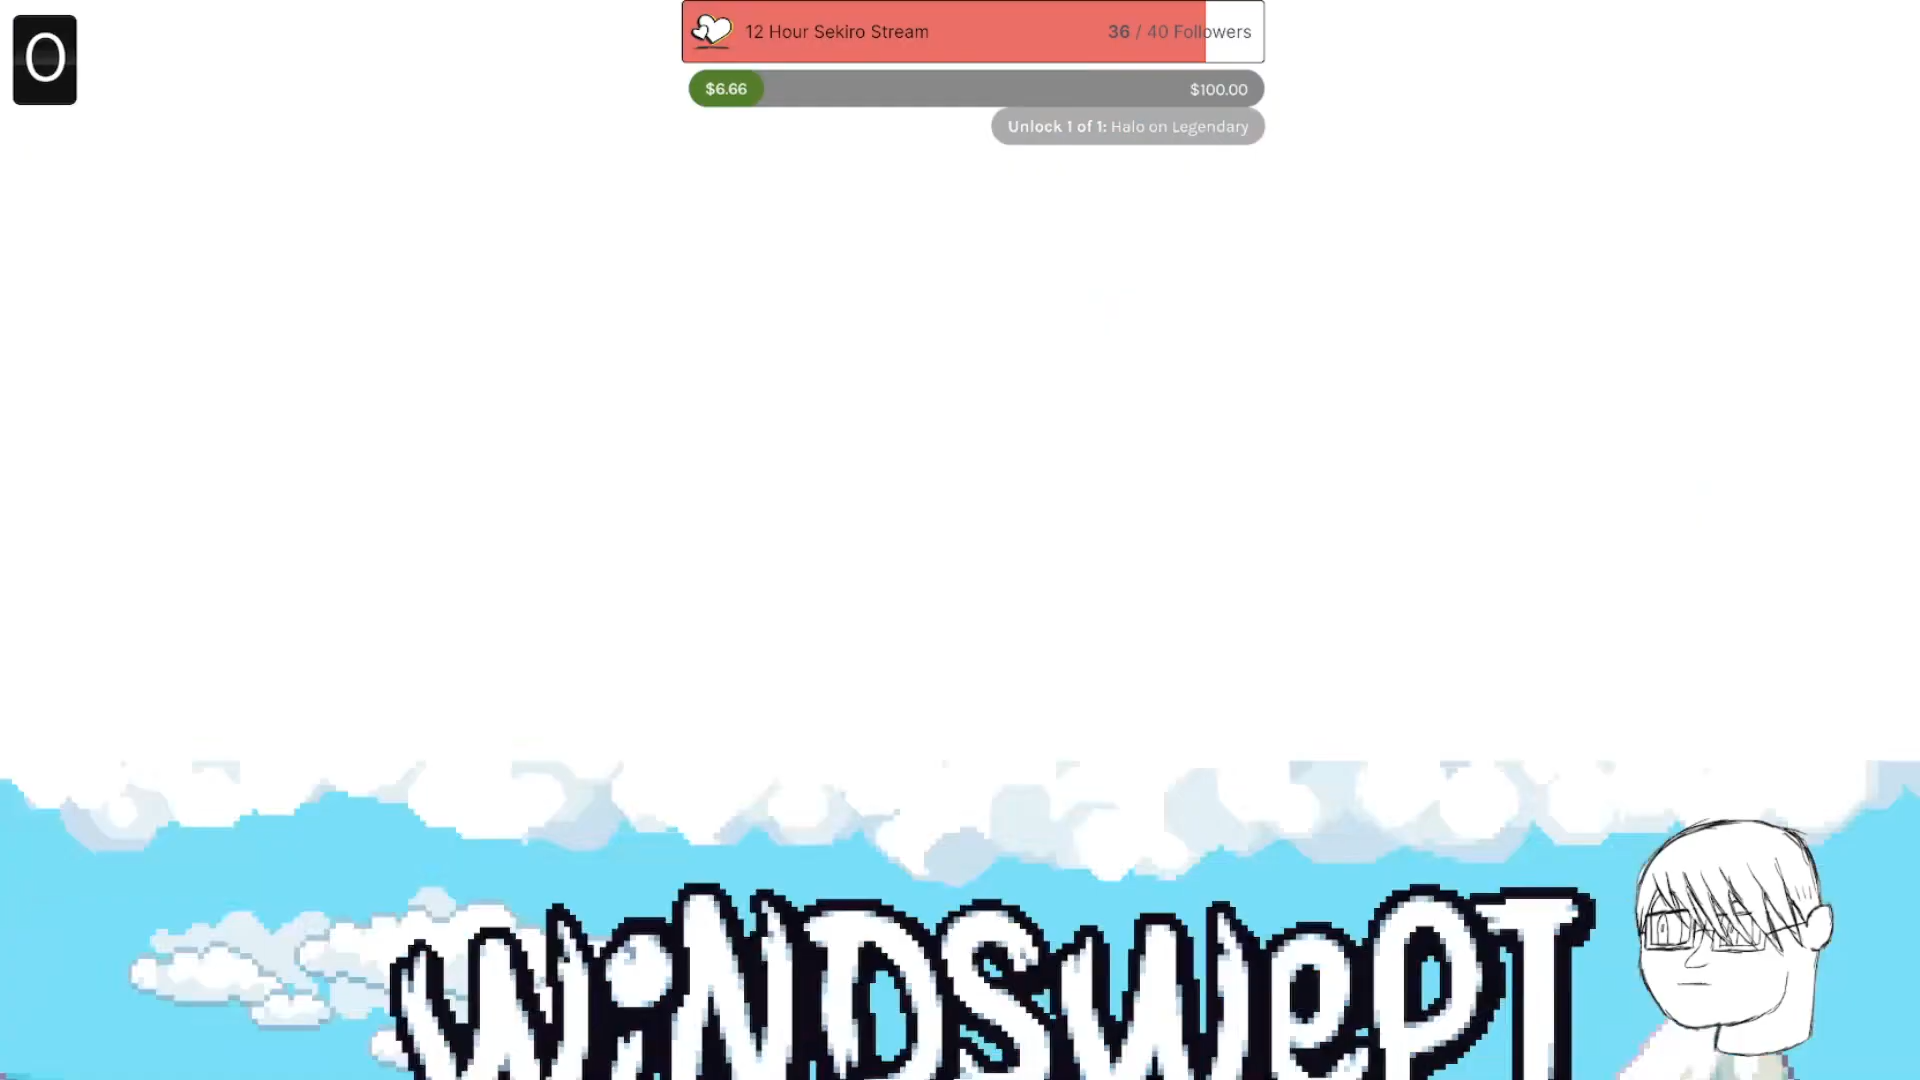 0
12 Hour Sekiro Stream 36 / 40 Followers
$6.66 $100.00
Unlock 1 of 1: Halo on Legendary
WiNDSWePT